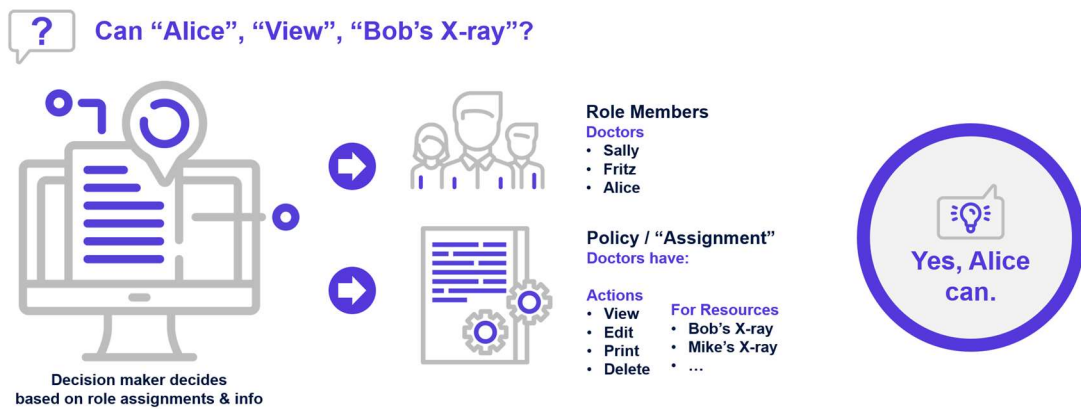 ?
Can “Alice”, “View”, “Bob’s X-ray”?
Decision maker decides
based on role assignments & info
Role Members
Doctors
• Sally
• Fritz
• Alice
Policy / “Assignment”
Doctors have:
Actions
• View
• Edit
• Print
• Delete
For Resources
• Bob’s X-ray
• Mike’s X-ray
• …
Yes, Alice
can.